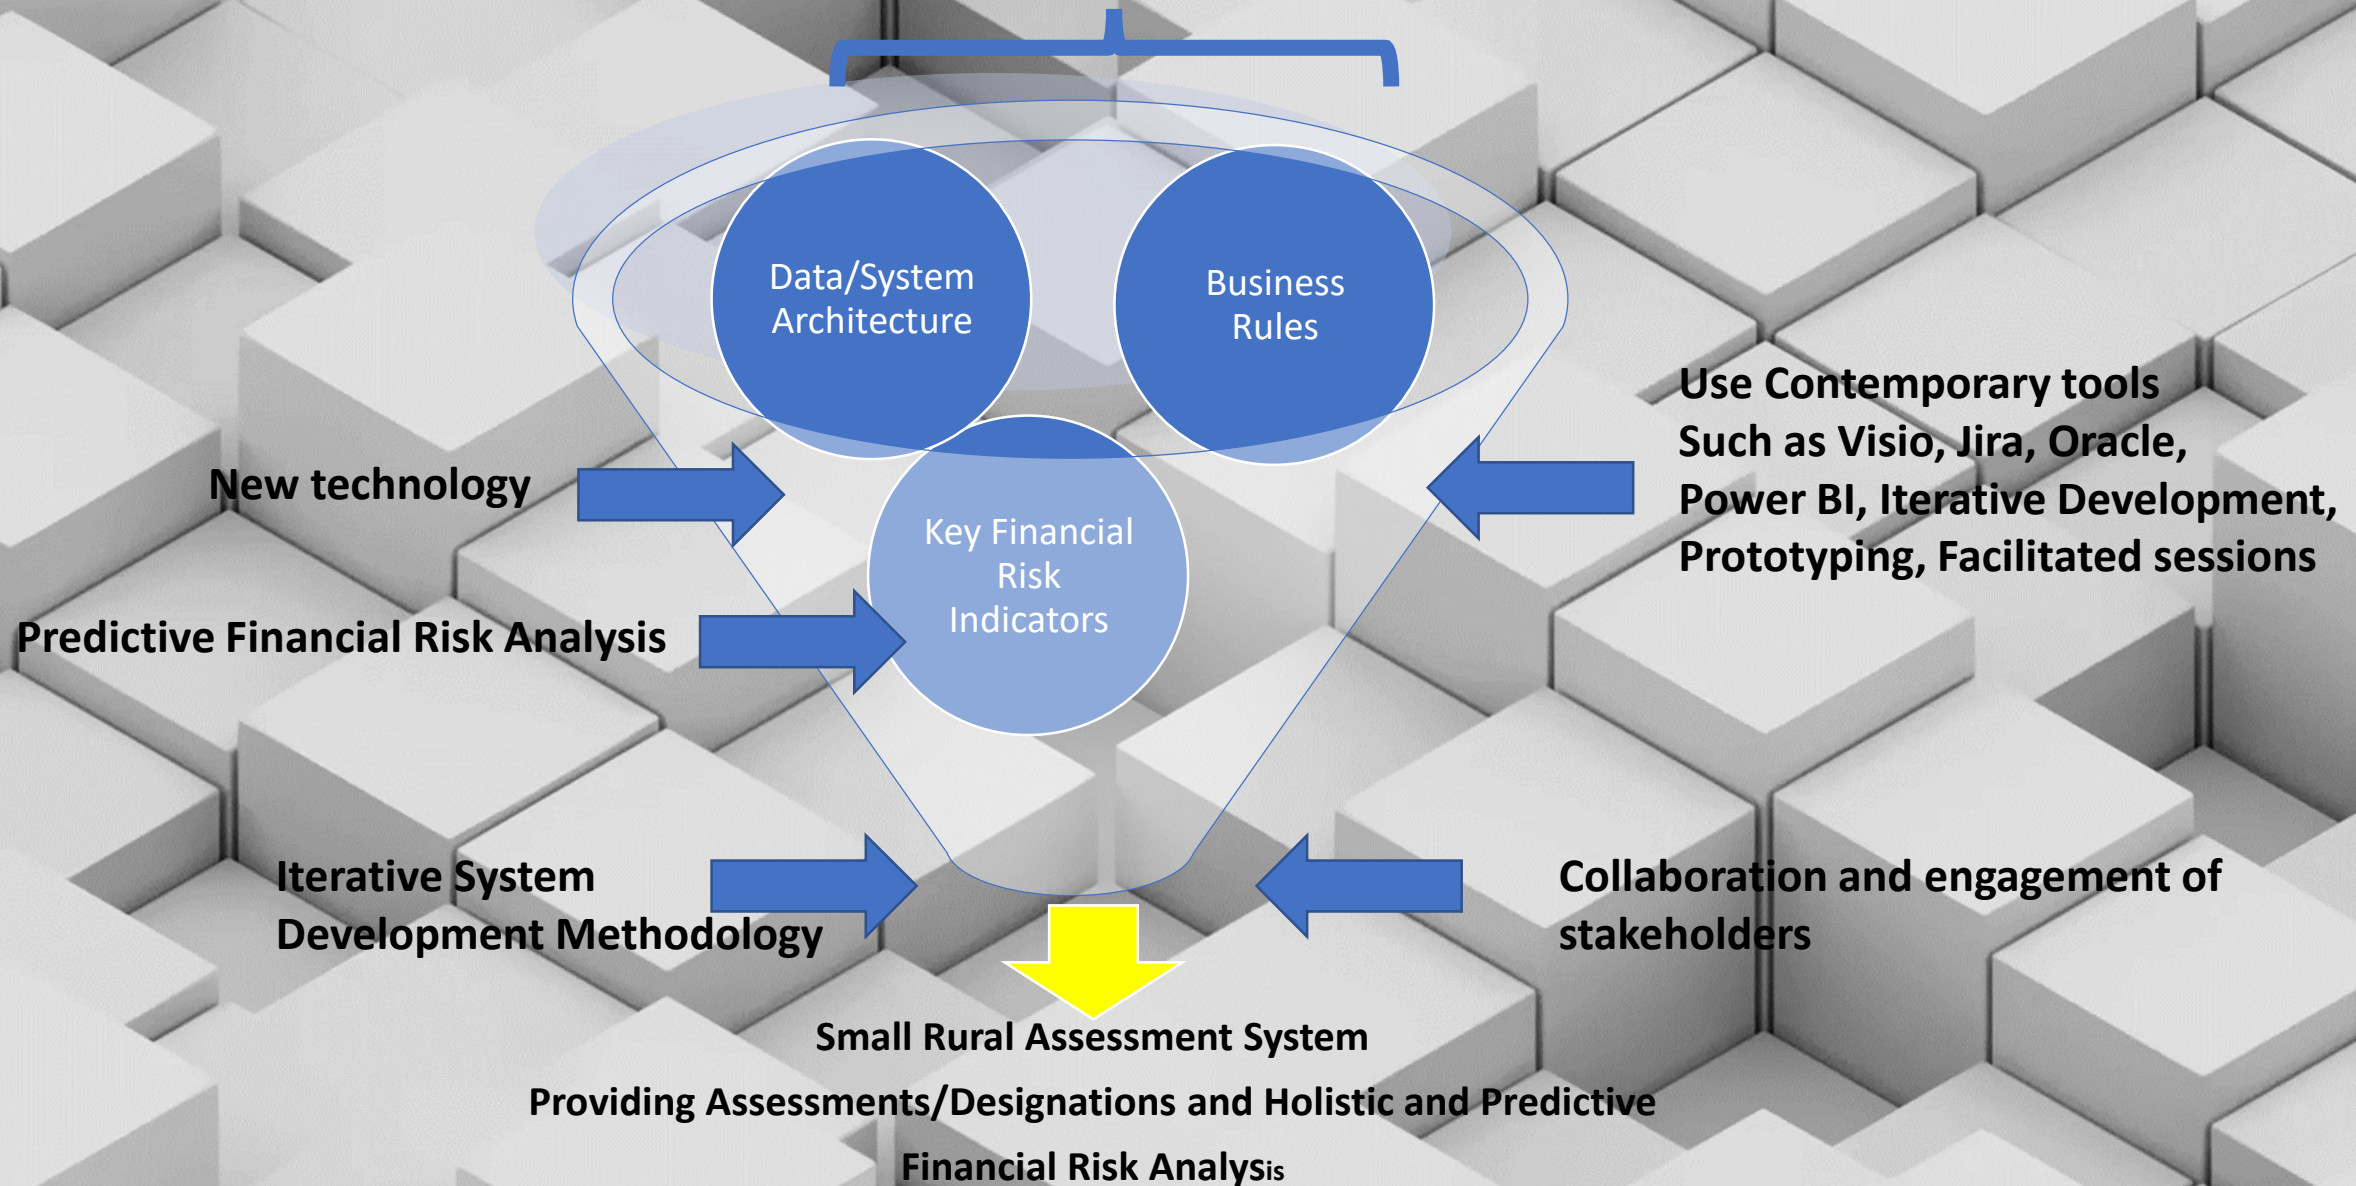 Data/System
Architecture
Business
Rules
Key Financial
Risk
Indicators
New technology
Predictive Financial Risk Analysis
Iterative System
Development Methodology
Use Contemporary tools
Such as Visio, Jira, Oracle,
Power BI, Iterative Development,
Prototyping, Facilitated sessions
Collaboration and engagement of
stakeholders
Small Rural Assessment System
Providing Assessments/Designations and Holistic and Predictive
Financial Risk Analysis